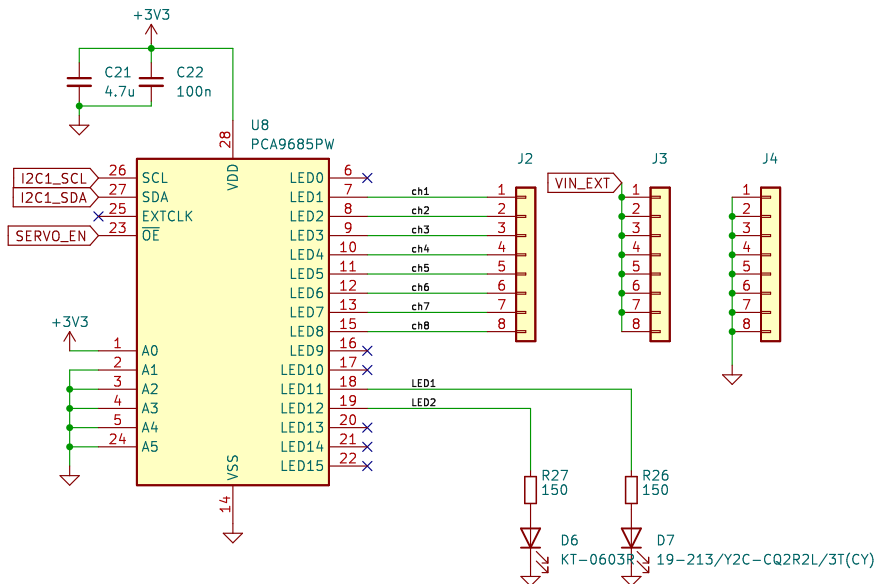 +3V3
C21
4.7u
C22
100n
U8
PCA9685PW
28
VDD
I2C1_SCL
I2C1_SDA
SERVO_EN
26 SCL
27 SDA
25 EXTCLK
23 OE
+3V3
1 A0
2 A1
3 A2
4 A3
5 A4
24 A5
VSS
14
LED0 6
LED1 7 ch1
LED2 8 ch2
LED3 9 ch3
LED4 10 ch4
LED5 11 ch5
LED6 12 ch6
LED7 13 ch7
LED8 15 ch8
LED9 16
LED10 17
LED11 18 LED1
LED12 19 LED2
LED13 20
LED14 21
LED15 22
J2
1
2
3
4
5
6
7
8
VIN_EXT
J3
1
2
3
4
5
6
7
8
J4
1
2
3
4
5
6
7
8
R27
150
R26
150
D6
KT-0603R
D7
19-213/Y2C-CQ2R2L/3T(CY)